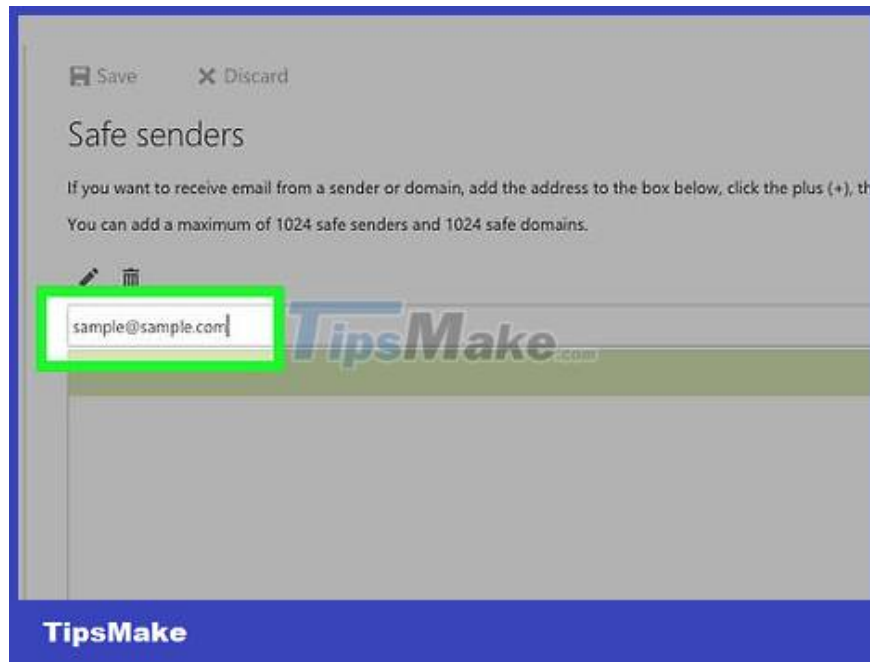 Save Discard
Safe senders
If you want to receive email from a sender or domain, add the address to the box below, click the plus (+), th
You can add a maximum of 1024 safe senders and 1024 safe domains.
sample@sample.com
TipsMake.com
TipsMake